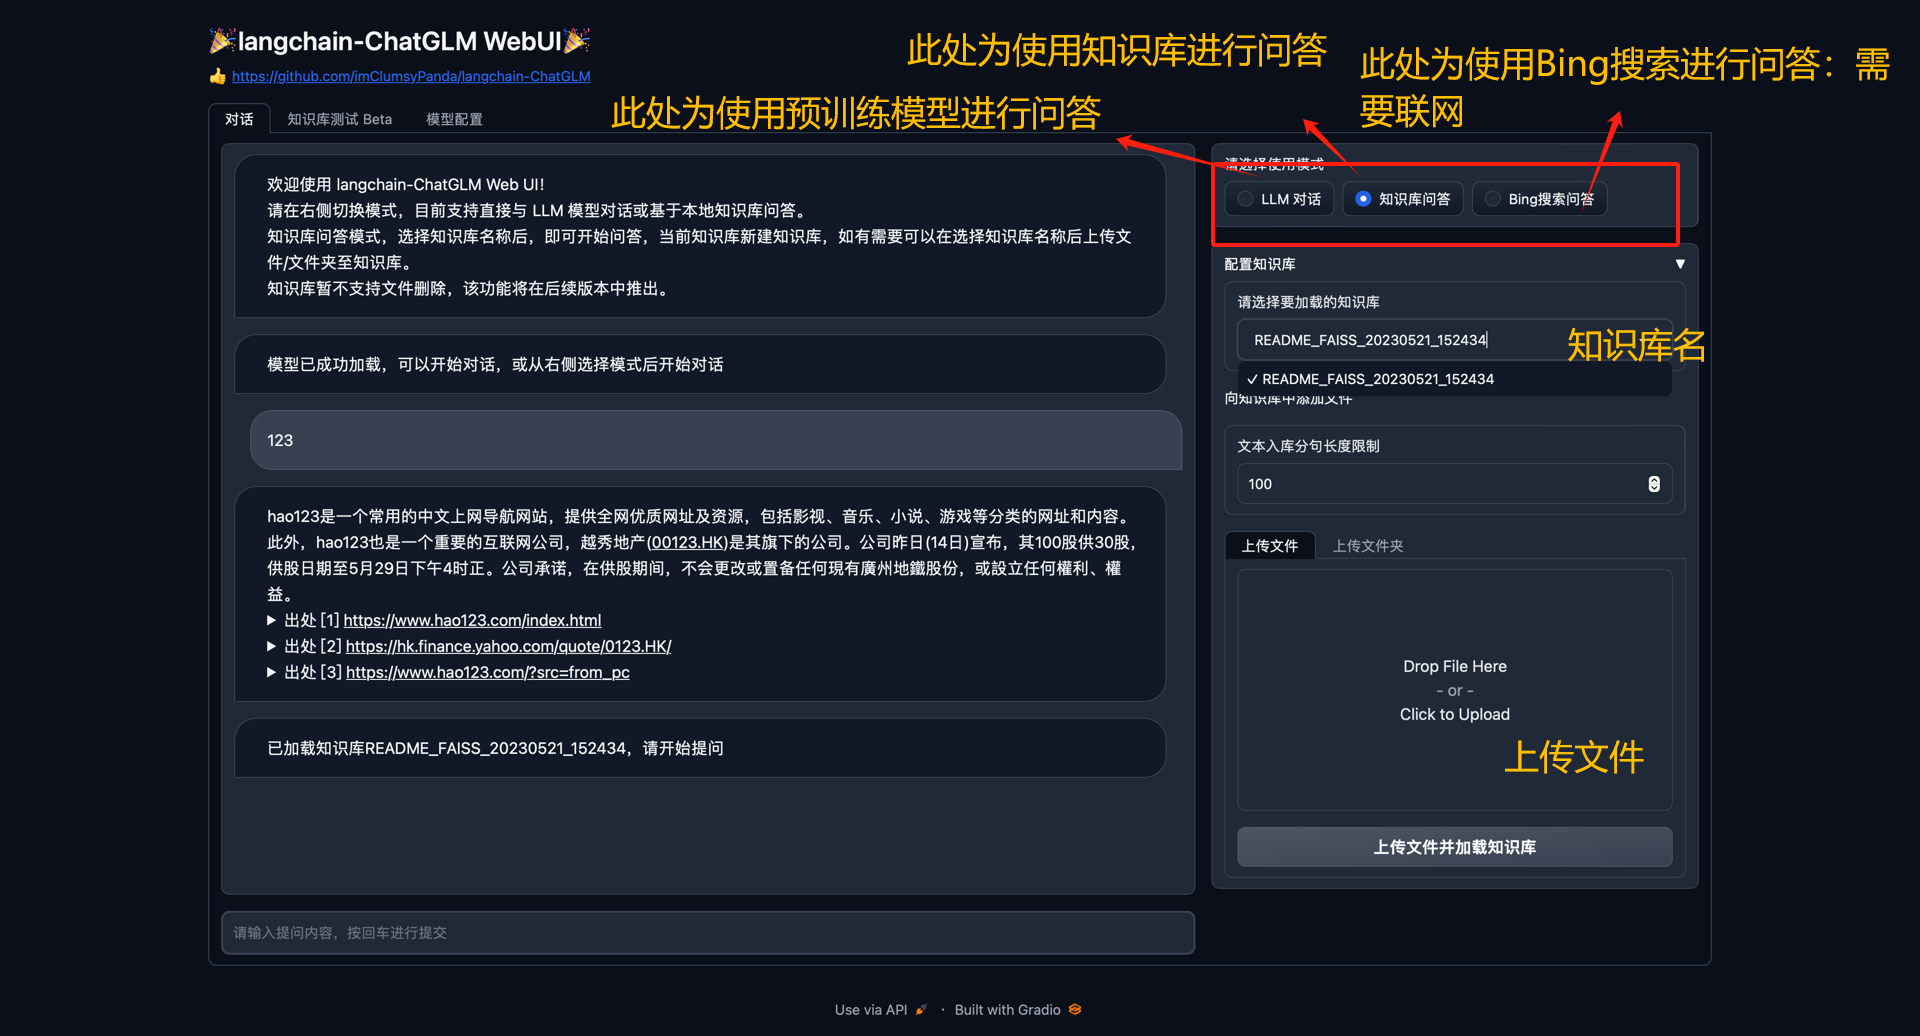 🎉langchain-ChatGLM WebUI🎉
👍 https://github.com/imClumsyPanda/langchain-ChatGLM
此处为使用知识库进行问答
此处为使用Bing搜索进行问答：需
要联网
此处为使用预训练模型进行问答
对话 知识库测试 Beta 模型配置
欢迎使用 langchain-ChatGLM Web UI！
请在右侧切换模式，目前支持直接与 LLM 模型对话或基于本地知识库问答。
知识库问答模式，选择知识库名称后，即可开始问答，当前知识库新建知识库，如有需要可以在选择知识库名称后上传文
件/文件夹至知识库。
知识库暂不支持文件删除，该功能将在后续版本中推出。
模型已成功加载，可以开始对话，或从右侧选择模式后开始对话
123
hao123是一个常用的中文上网导航网站，提供全网优质网址及资源，包括影视、音乐、小说、游戏等分类的网址和内容。
此外，hao123也是一个重要的互联网公司，越秀地产(00123.HK)是其旗下的公司。公司昨日(14日)宣布，其100股供30股，
供股日期至5月29日下午4时正。公司承诺，在供股期间，不会更改或置备任何現有廣州地鐵股份，或設立任何權利、權
益。
▶ 出处 [1] https://www.hao123.com/index.html
▶ 出处 [2] https://hk.finance.yahoo.com/quote/0123.HK/
▶ 出处 [3] https://www.hao123.com/?src=from_pc
已加载知识库README_FAISS_20230521_152434，请开始提问
请输入提问内容，按回车进行提交
请选择使用模式
LLM 对话 知识库问答 Bing搜索问答
配置知识库 ▼
请选择要加载的知识库
README_FAISS_20230521_152434
知识库名
✓ README_FAISS_20230521_152434
向知识库中添加文件
文本入库分句长度限制
100
上传文件 上传文件夹
Drop File Here
- or -
Click to Upload
上传文件
上传文件并加载知识库
Use via API 🚀 · Built with Gradio